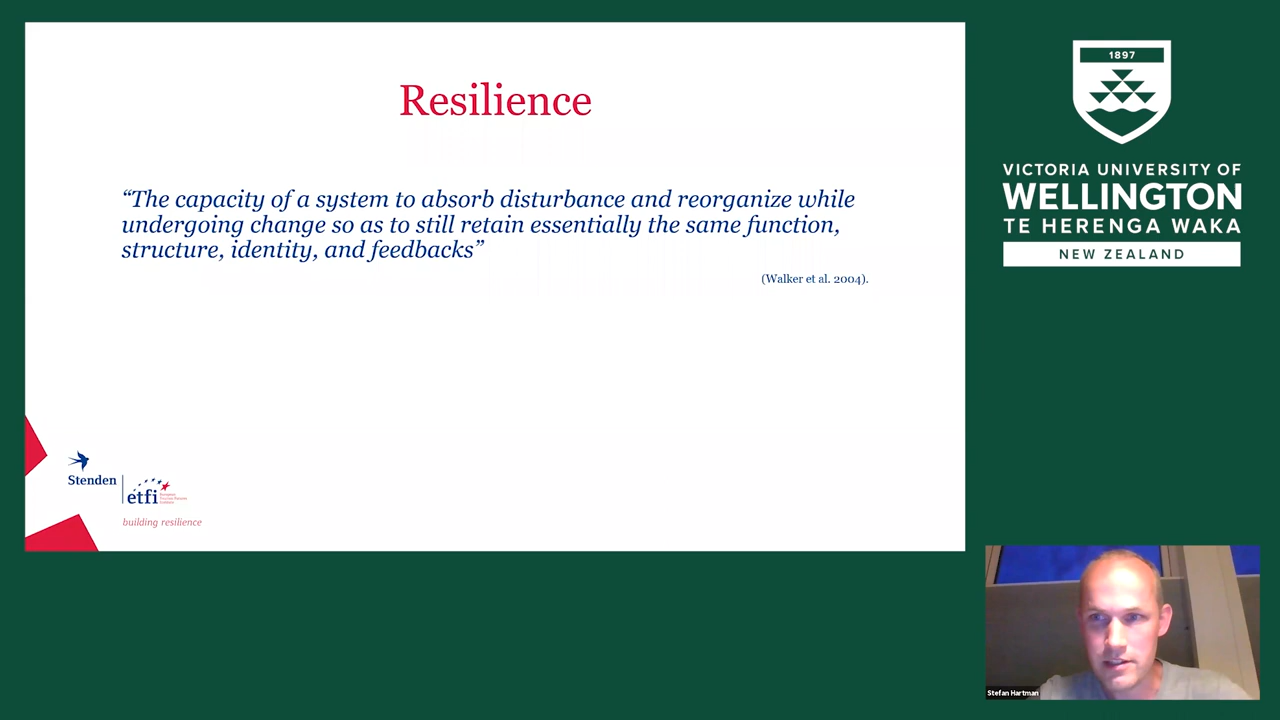 Resilience
“The capacity of a system to absorb disturbance and reorganize while
undergoing change so as to still retain essentially the same function,
structure, identity, and feedbacks”
(Walker et al. 2004).
Stenden
etfi
building resilience
1897
VICTORIA UNIVERSITY OF
WELLINGTON
TE HERENGA WAKA
NEW ZEALAND
Stefan Hartman